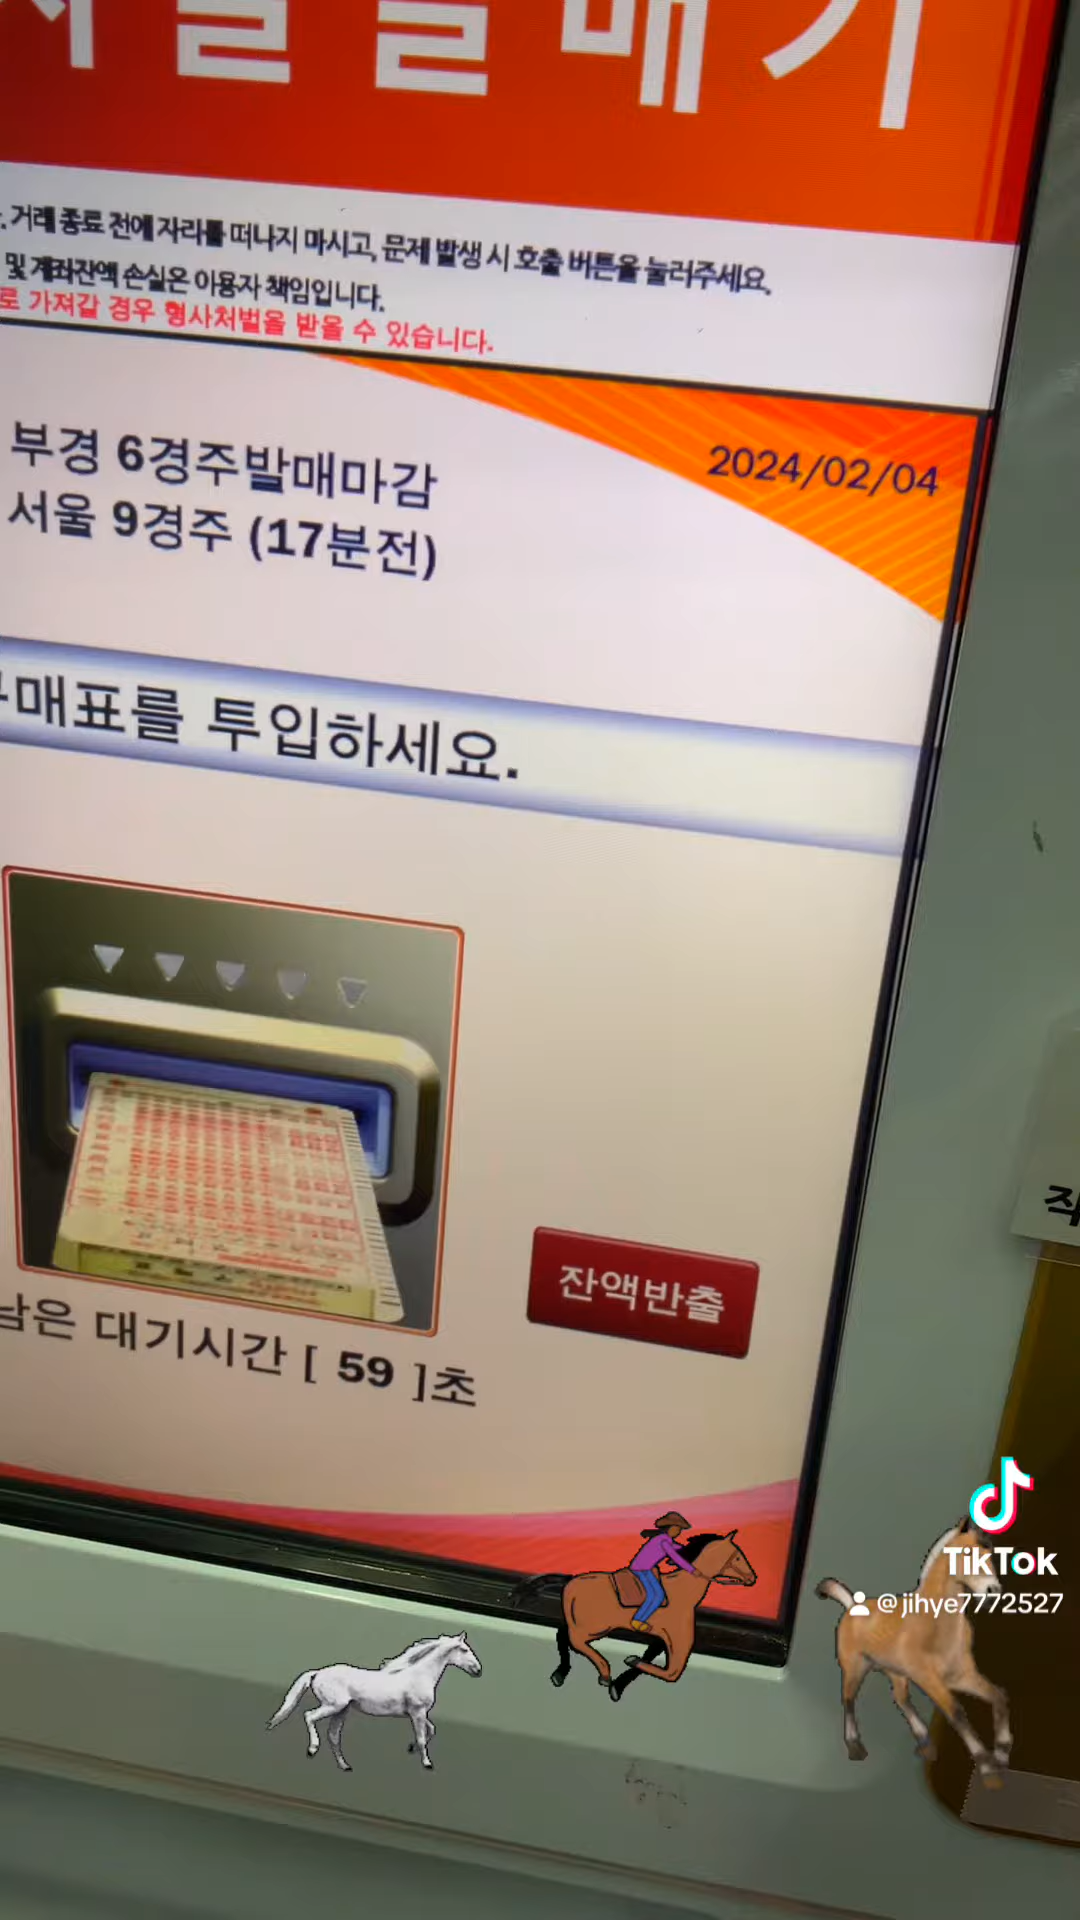 발매기
. 거래 종료 전에 자리를 떠나지 마시고, 문제 발생 시 호출 버튼을 눌러주세요.
및 계좌잔액 손실은 이용자 책임입니다.
로 가져갈 경우 형사처벌을 받을 수 있습니다.
2024/02/04
부경 6경주발매마감
서울 9경주 (17분전)
구매표를 투입하세요.
잔액반출
남은 대기시간 [ 59 ]초
TikTok
@jihye7772527